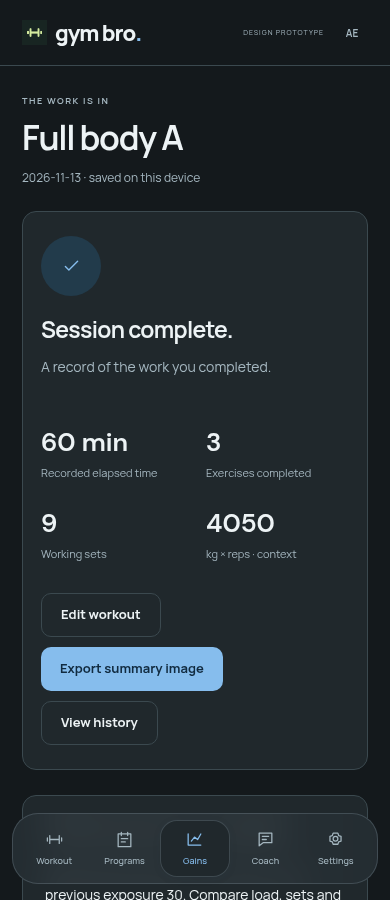 gym bro.
DESIGN PROTOTYPE
AE
THE WORK IS IN
Full body A
2026-11-13 · saved on this device
Session complete.
A record of the work you completed.
60 min
Recorded elapsed time
3
Exercises completed
9
Working sets
4050
kg × reps · context
Edit workout
Export summary image
View history
Workout
Programs
Gains
Coach
Settings
previous exposure 30. Compare load, sets and